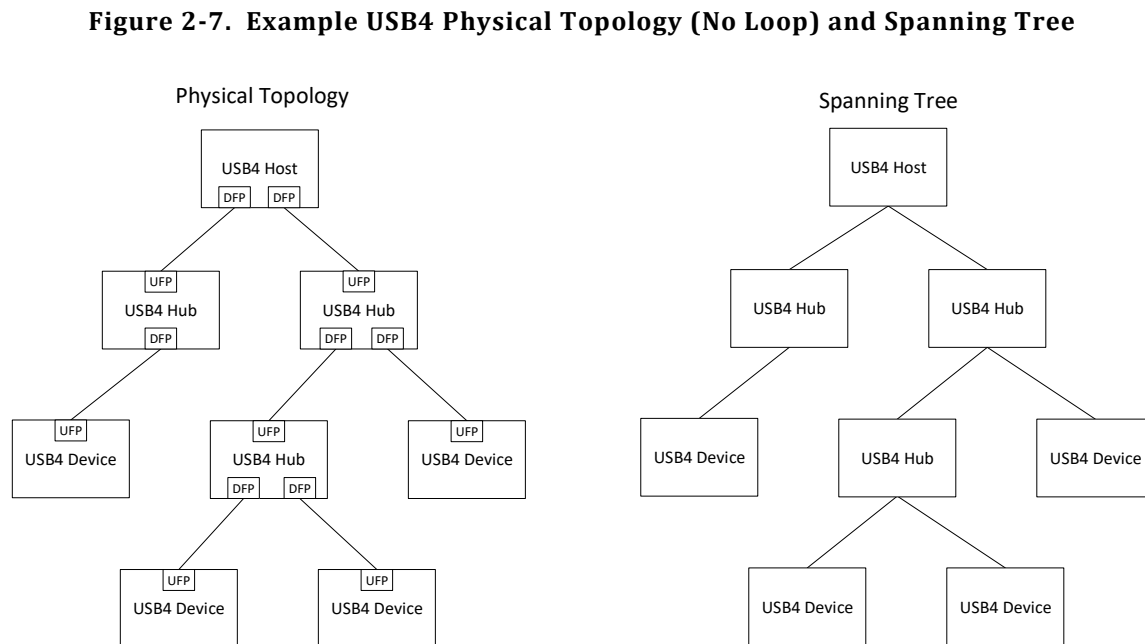 Figure 2-7. Example USB4 Physical Topology (No Loop) and Spanning Tree
Physical Topology
USB4 Host
DFP DFP
UFP UFP
USB4 Hub USB4 Hub
DFP DFP DFP
UFP UFP UFP
USB4 Device USB4 Hub USB4 Device
DFP DFP
UFP UFP
USB4 Device USB4 Device
Spanning Tree
USB4 Host
USB4 Hub USB4 Hub
USB4 Device USB4 Hub USB4 Device
USB4 Device USB4 Device